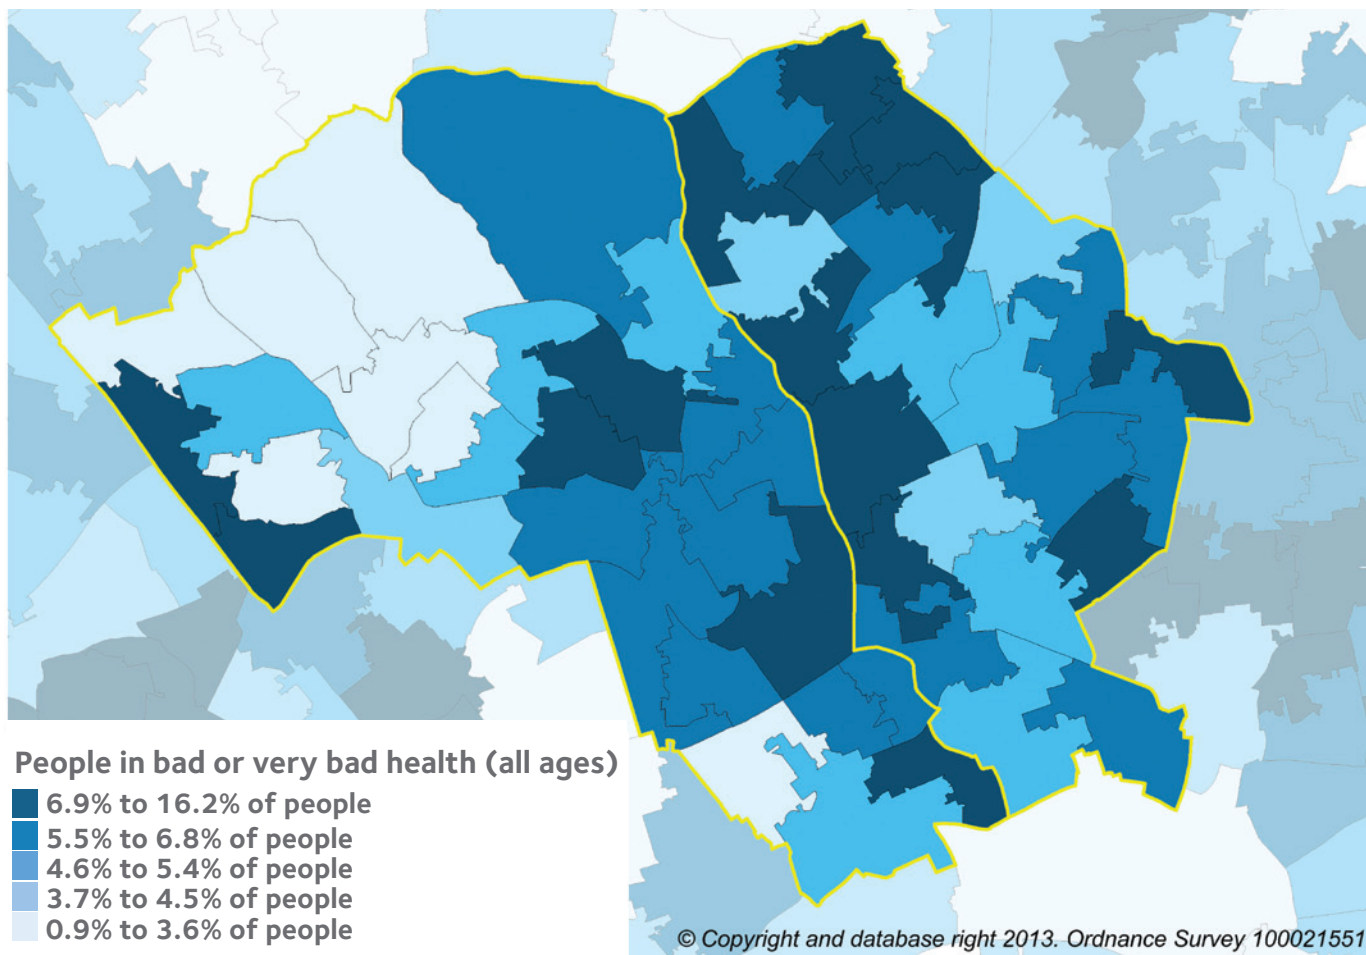 People in bad or very bad health (all ages)
6.9% to 16.2% of people
5.5% to 6.8% of people
4.6% to 5.4% of people
3.7% to 4.5% of people
0.9% to 3.6% of people
© Copyright and database right 2013. Ordnance Survey 100021551